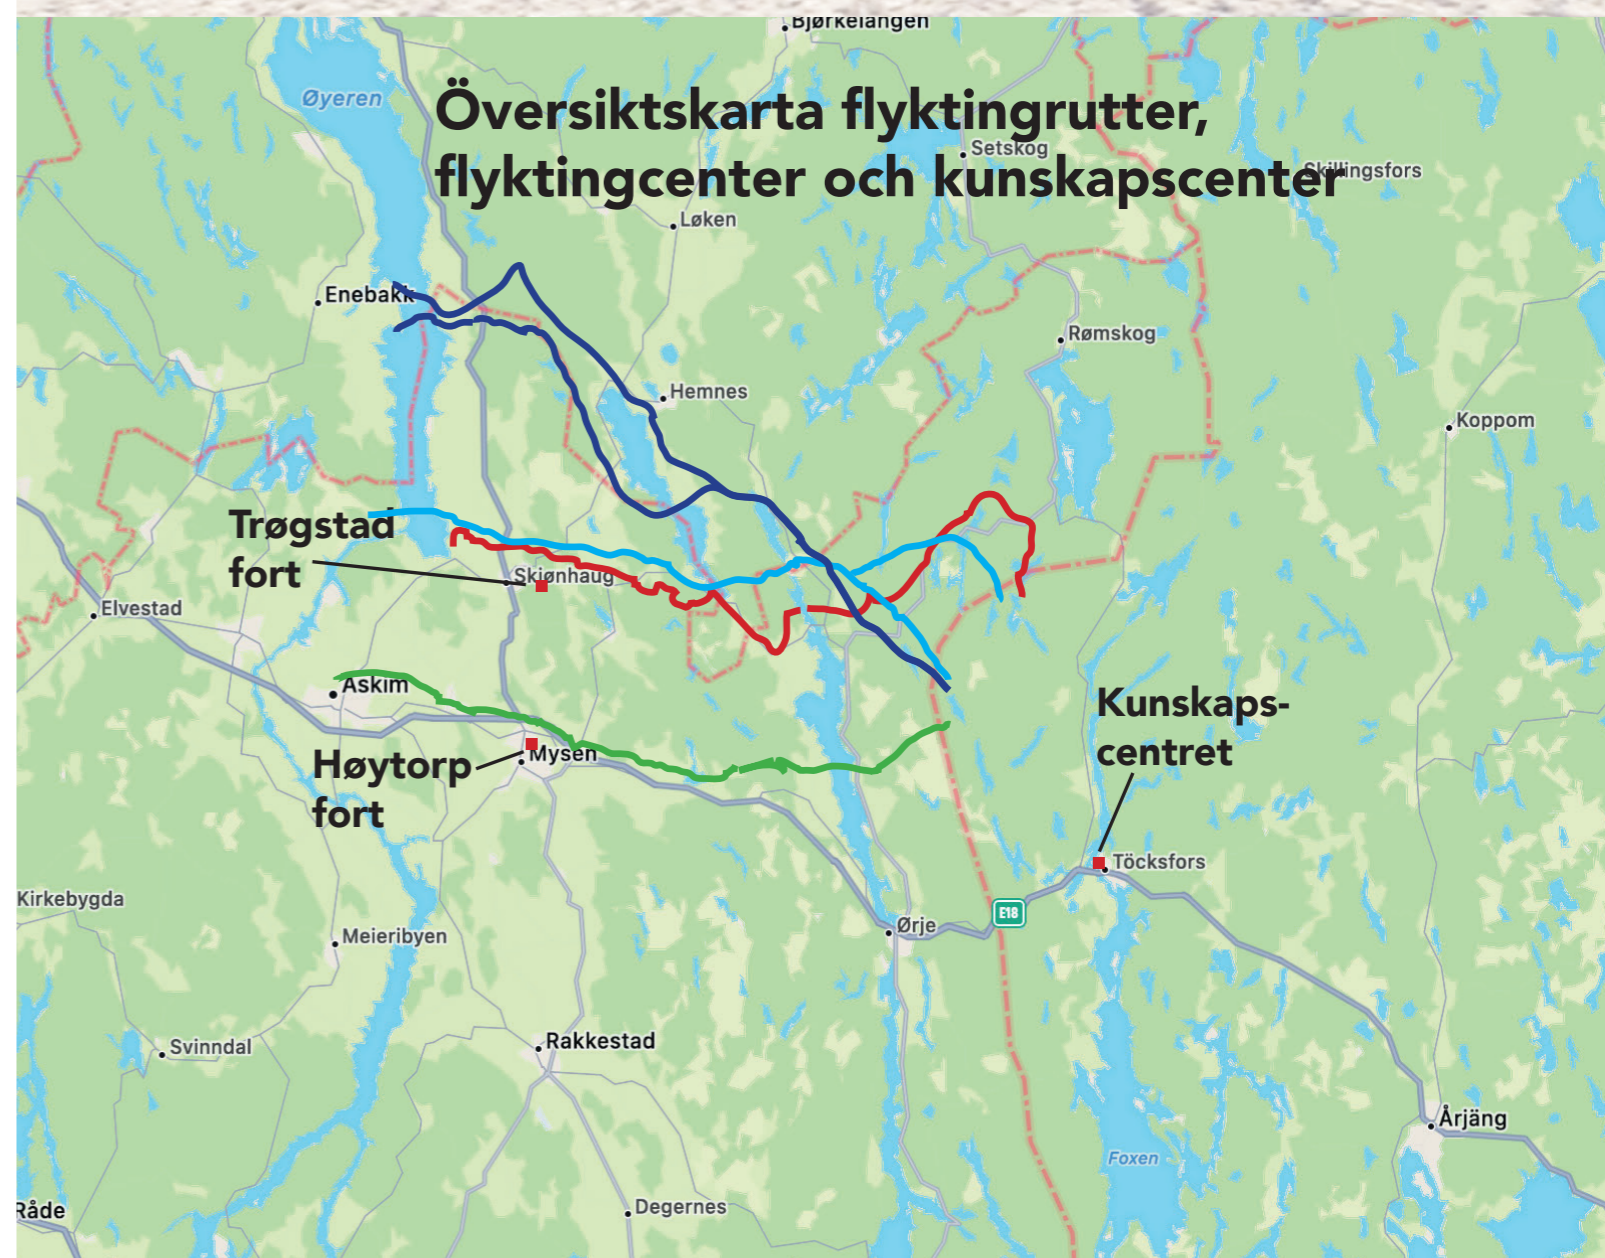 Bjørkelangen
Øyeren
Översiktskarta flyktingrutter,
flyktingcenter och kunskapscenter
Setskog
Skillingsfors
Løken
Enebakk
Rømskog
Hemnes
Koppom
Trøgstad
fort
Skjønhaug
Elvestad
Askim
Kunskaps-
centret
Høytorp
fort
Mysen
Töcksfors
Kirkebygda
E18
Ørje
Meieribyen
Rakkestad
Svinndal
Årjäng
Foxen
Degernes
Råde